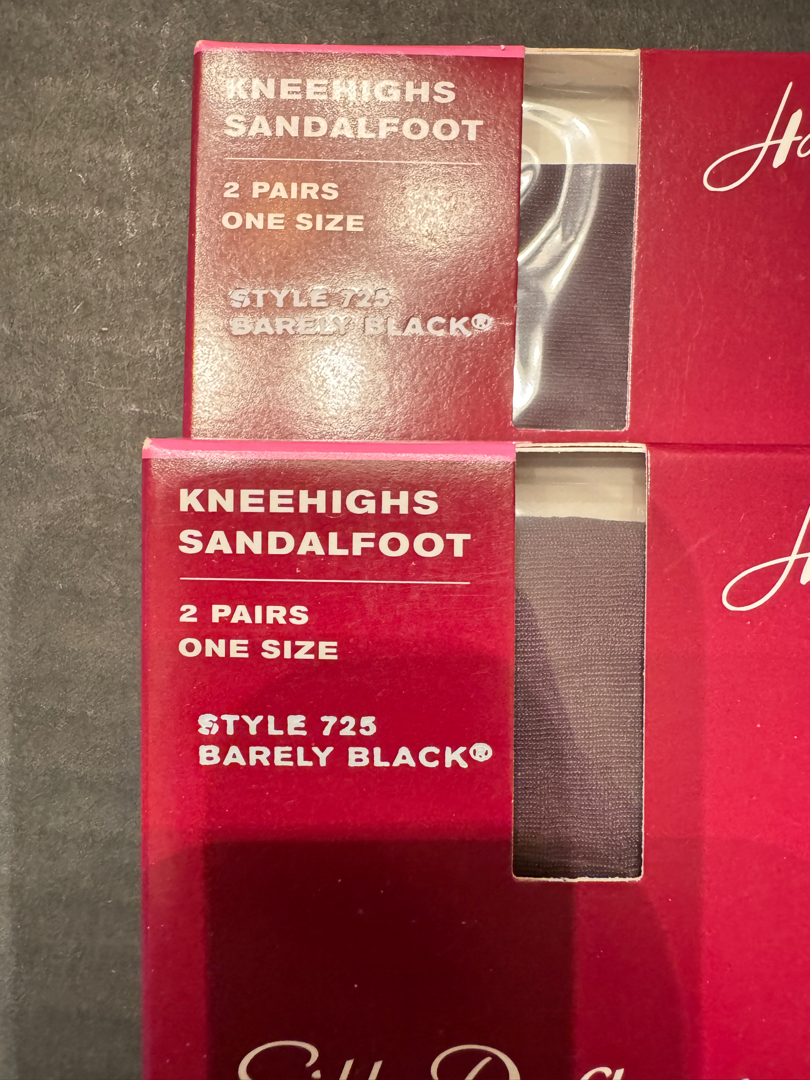 KNEEHIGHS
SANDALFOOT
2 PAIRS
ONE SIZE
STYLE 725
BARELY BLACK®
KNEEHIGHS
SANDALFOOT
2 PAIRS
ONE SIZE
STYLE 725
BARELY BLACK®